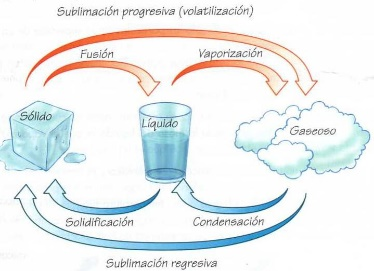 Sublimación progresiva (volatilización)
Fusión
Vaporización
Sólido
Líquido
Gaseoso
Solidificación
Condensación
Sublimación regresiva